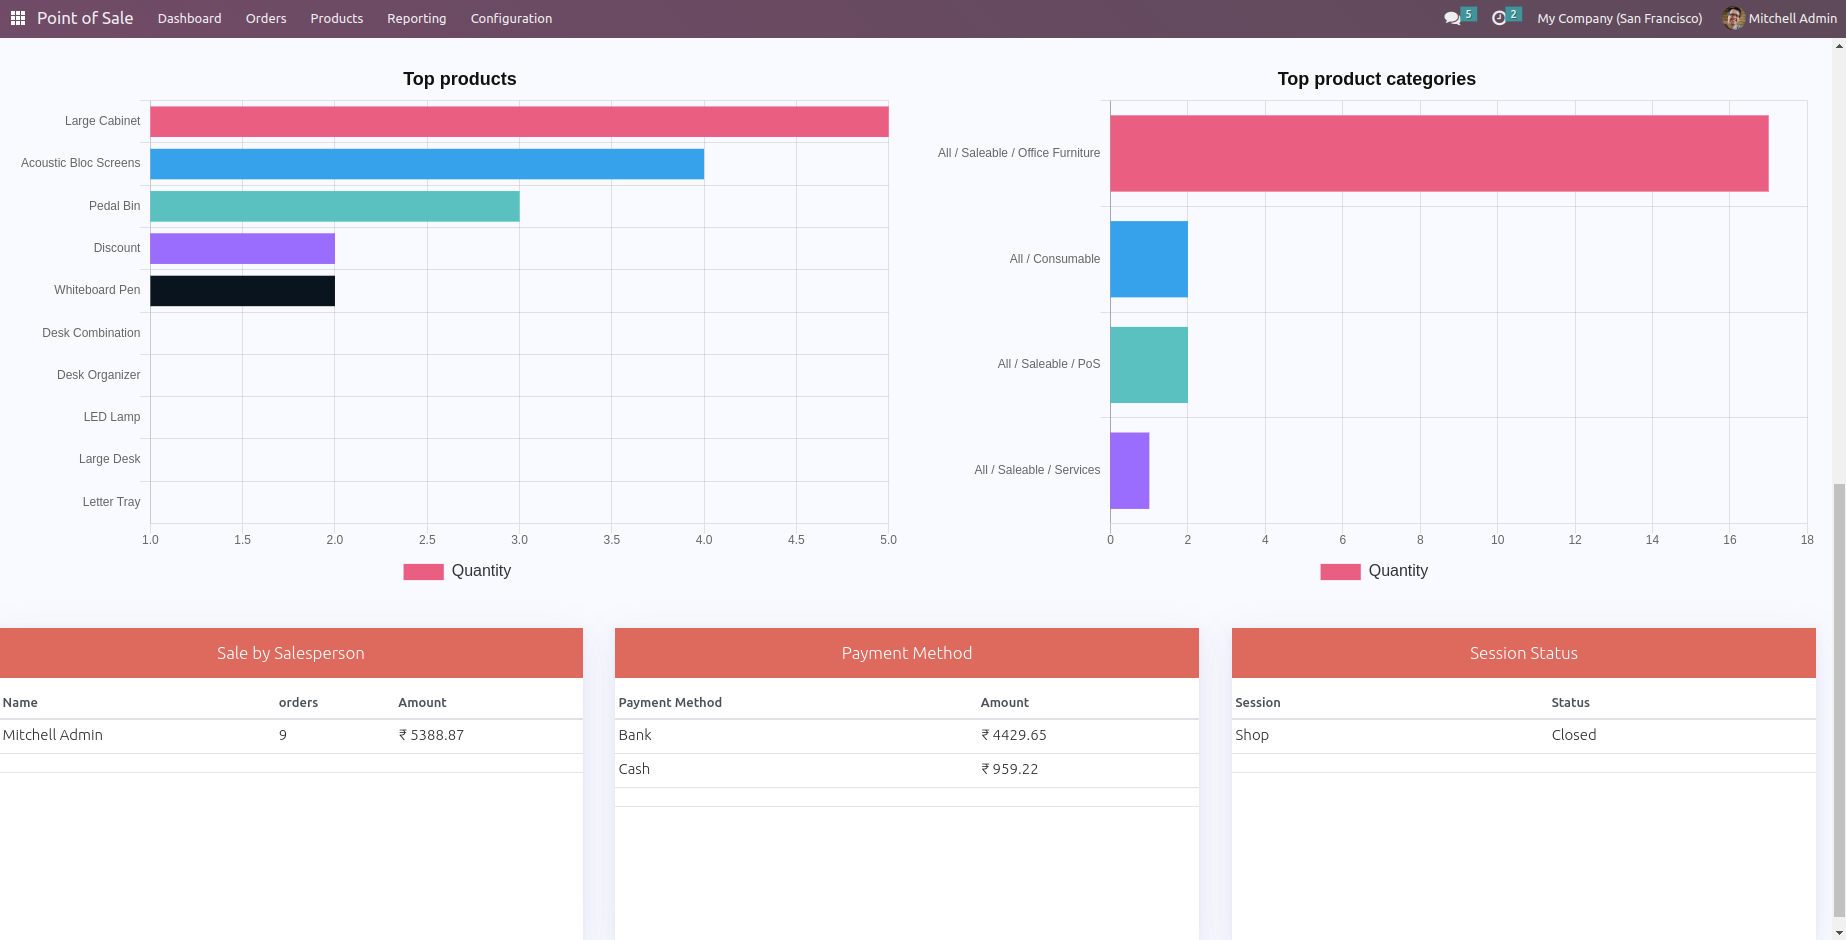 Point of Sale Dashboard Orders Products Reporting Configuration 5 2 My Company (San Francisco) Mitchell Admin
Top products
Large Cabinet
Acoustic Bloc Screens
Pedal Bin
Discount
Whiteboard Pen
Desk Combination
Desk Organizer
LED Lamp
Large Desk
Letter Tray
1.0 1.5 2.0 2.5 3.0 3.5 4.0 4.5 5.0
Quantity
Top product categories
All / Saleable / Office Furniture
All / Consumable
All / Saleable / PoS
All / Saleable / Services
0 2 4 6 8 10 12 14 16 18
Quantity
Sale by Salesperson
Name orders Amount
Mitchell Admin 9 ₹ 5388.87
Payment Method
Payment Method Amount
Bank ₹ 4429.65
Cash ₹ 959.22
Session Status
Session Status
Shop Closed